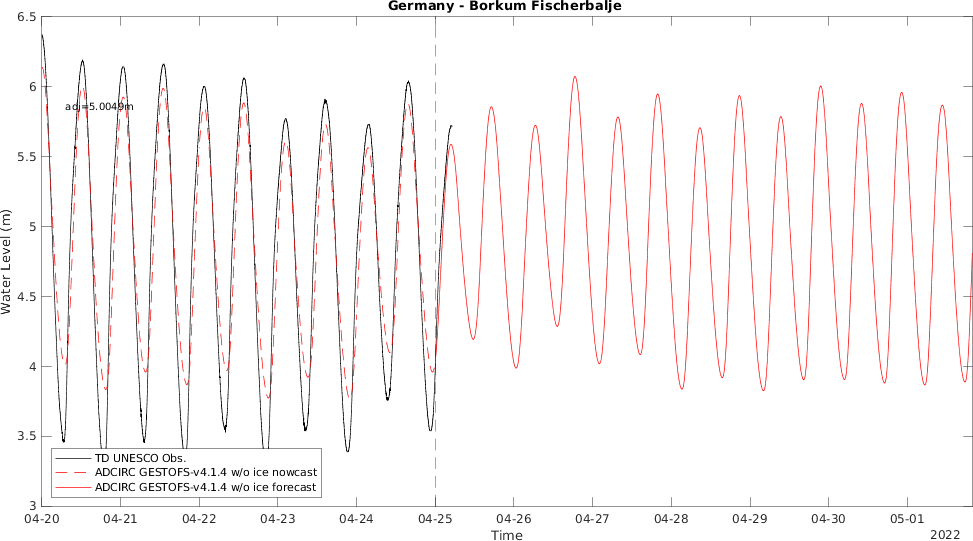 Germany - Borkum Fischerbalje
6.5
6
5.5
5
4.5
4
3.5
3
Water Level (m)
adj=5.0049m
TD UNESCO Obs.
ADCIRC GESTOFS-v4.1.4 w/o ice nowcast
ADCIRC GESTOFS-v4.1.4 w/o ice forecast
04-20 04-21 04-22 04-23 04-24 04-25 04-26 04-27 04-28 04-29 04-30 05-01
Time
2022